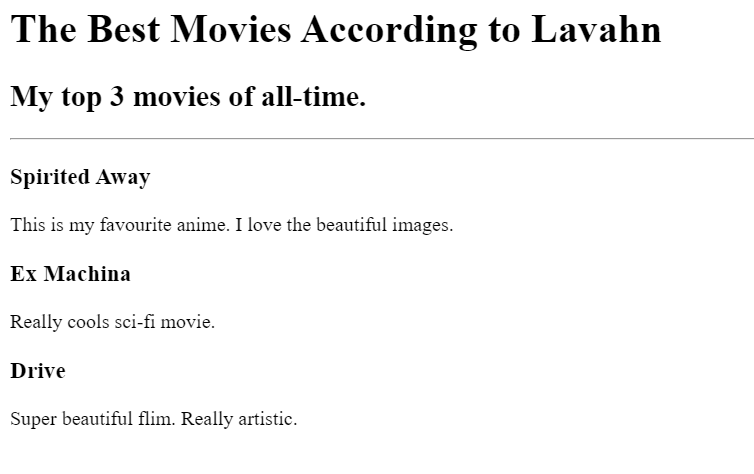 The Best Movies According to Lavahn
My top 3 movies of all-time.
Spirited Away
This is my favourite anime. I love the beautiful images.
Ex Machina
Really cools sci-fi movie.
Drive
Super beautiful flim. Really artistic.